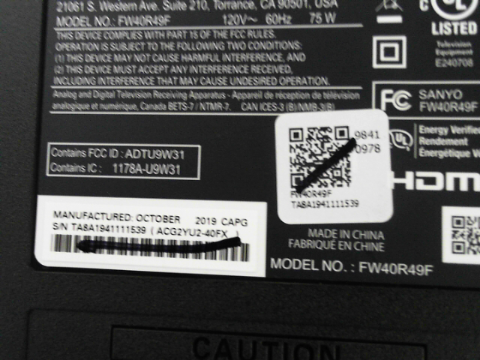 21061 S. Western Ave. Suite 210, Torrance, CA 90501, USA
MODEL NO.: FW40R49F 120V~ 60Hz 75 W
THIS DEVICE COMPLIES WITH PART 15 OF THE FCC RULES.
OPERATION IS SUBJECT TO THE FOLLOWING TWO CONDITIONS:
(1) THIS DEVICE MAY NOT CAUSE HARMFUL INTERFERENCE, AND
(2) THIS DEVICE MUST ACCEPT ANY INTERFERENCE RECEIVED,
INCLUDING INTERFERENCE THAT MAY CAUSE UNDESIRED OPERATION.
Analog and Digital Television Receiving Apparatus - Appareil de réception de télévision
analogique et numérique, Canada BETS-7 / NTMR-7. CAN ICES-3 (B)/NMB-3(B)
c UL US
LISTED
Television
Equipment
E240708
FC SANYO
FW40R49F
UL Energy Verified
Rendement
Énergétique
HDMI
Contains FCC ID : ADTU9W31
Contains IC : 1178A-U9W31
9841
0978
FW40R49F
TA8A1941111539
MANUFACTURED: OCTOBER 2019 CAPG
S/N TA8A1941111539 ( ACG2YU2-40FX )
MADE IN CHINA
FABRIQUÉ EN CHINE
MODEL NO. : FW40R49F
CAUTION